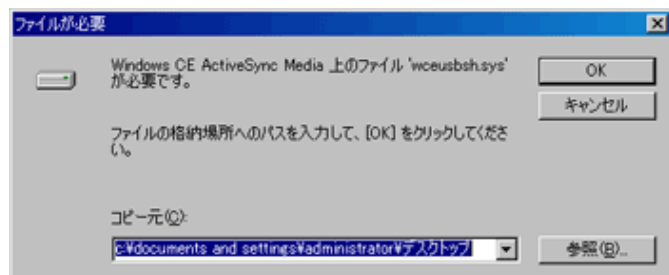 ファイルが必要
Windows CE ActiveSync Media 上のファイル 'wceusbsh.sys'
が必要です。
OK
キャンセル
ファイルの格納場所へのパスを入力して、[OK] をクリックしてくださ
い。
コピー元(C):
c:¥documents and settings¥administrator¥デスクトップ
参照(B)...